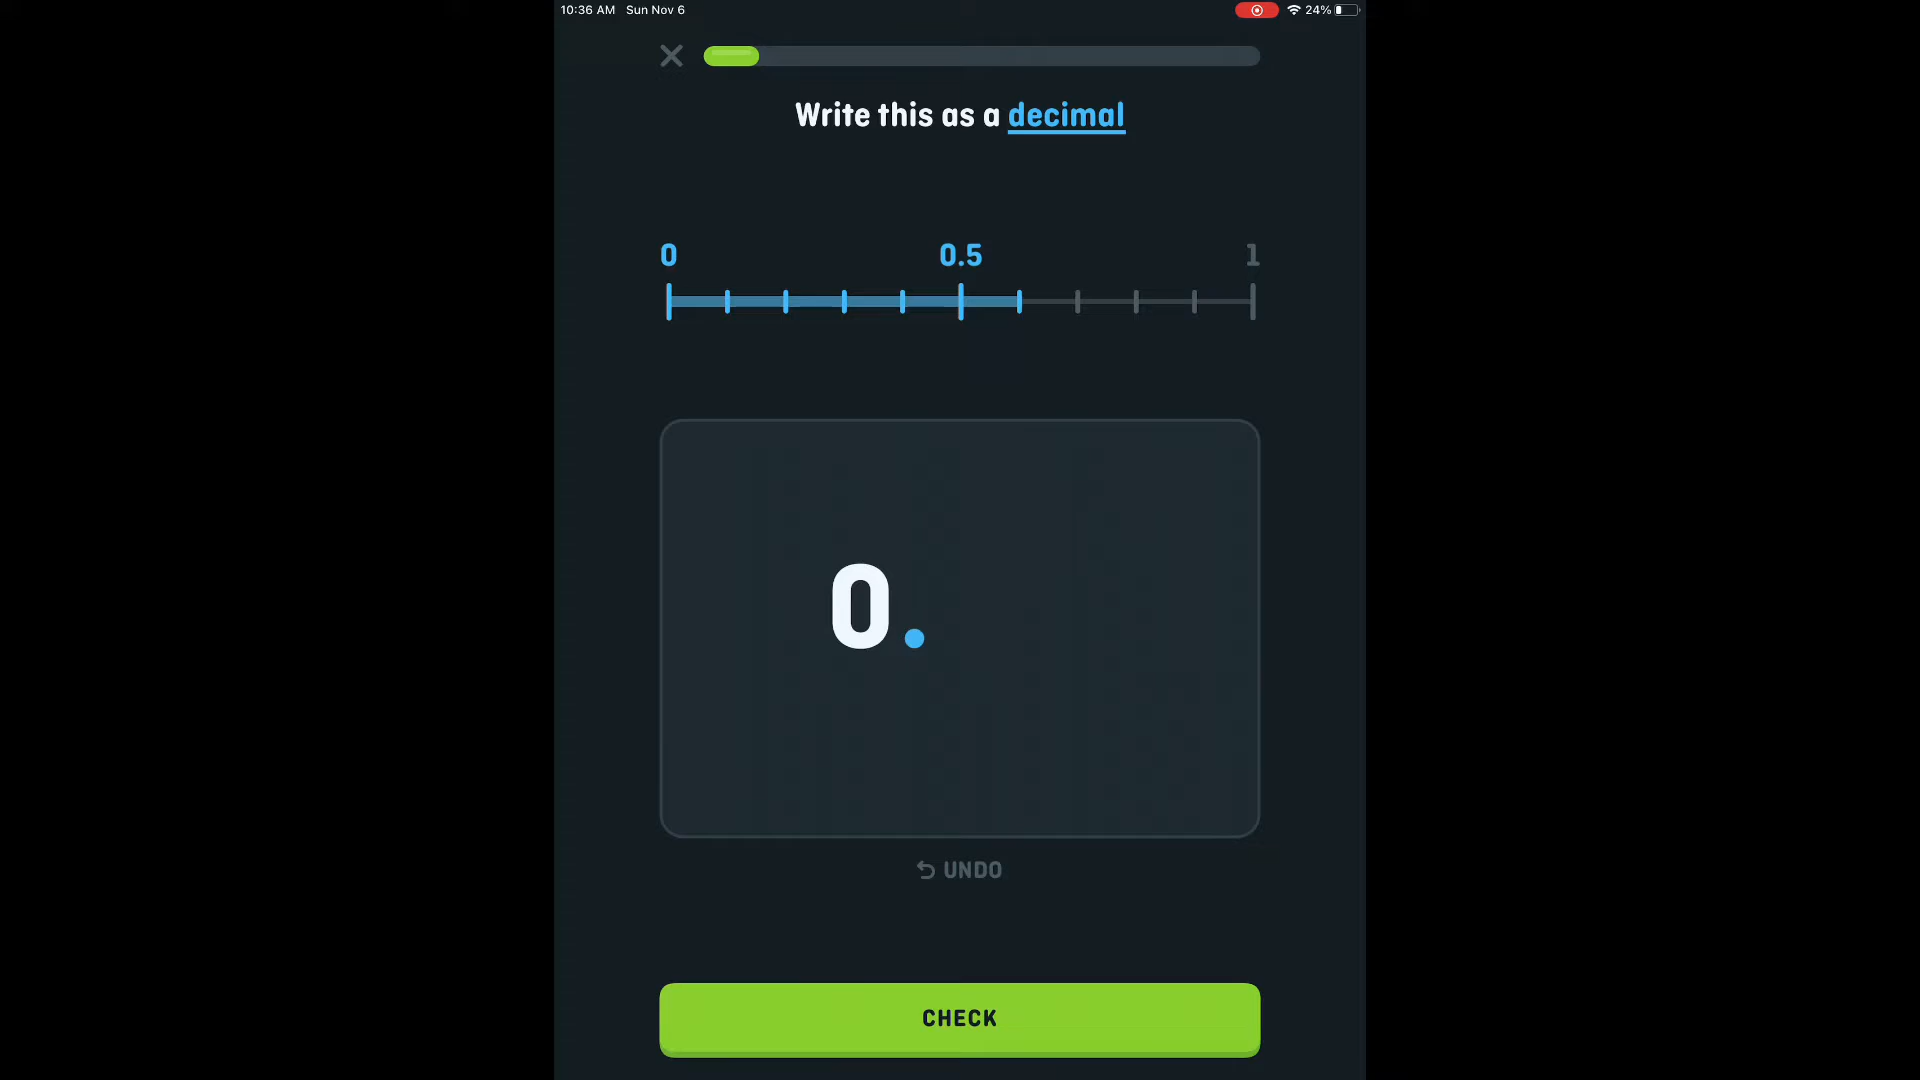 10:36 AM Sun Nov 6 24%
Write this as a decimal
0 0.5 1
0.
UNDO
CHECK